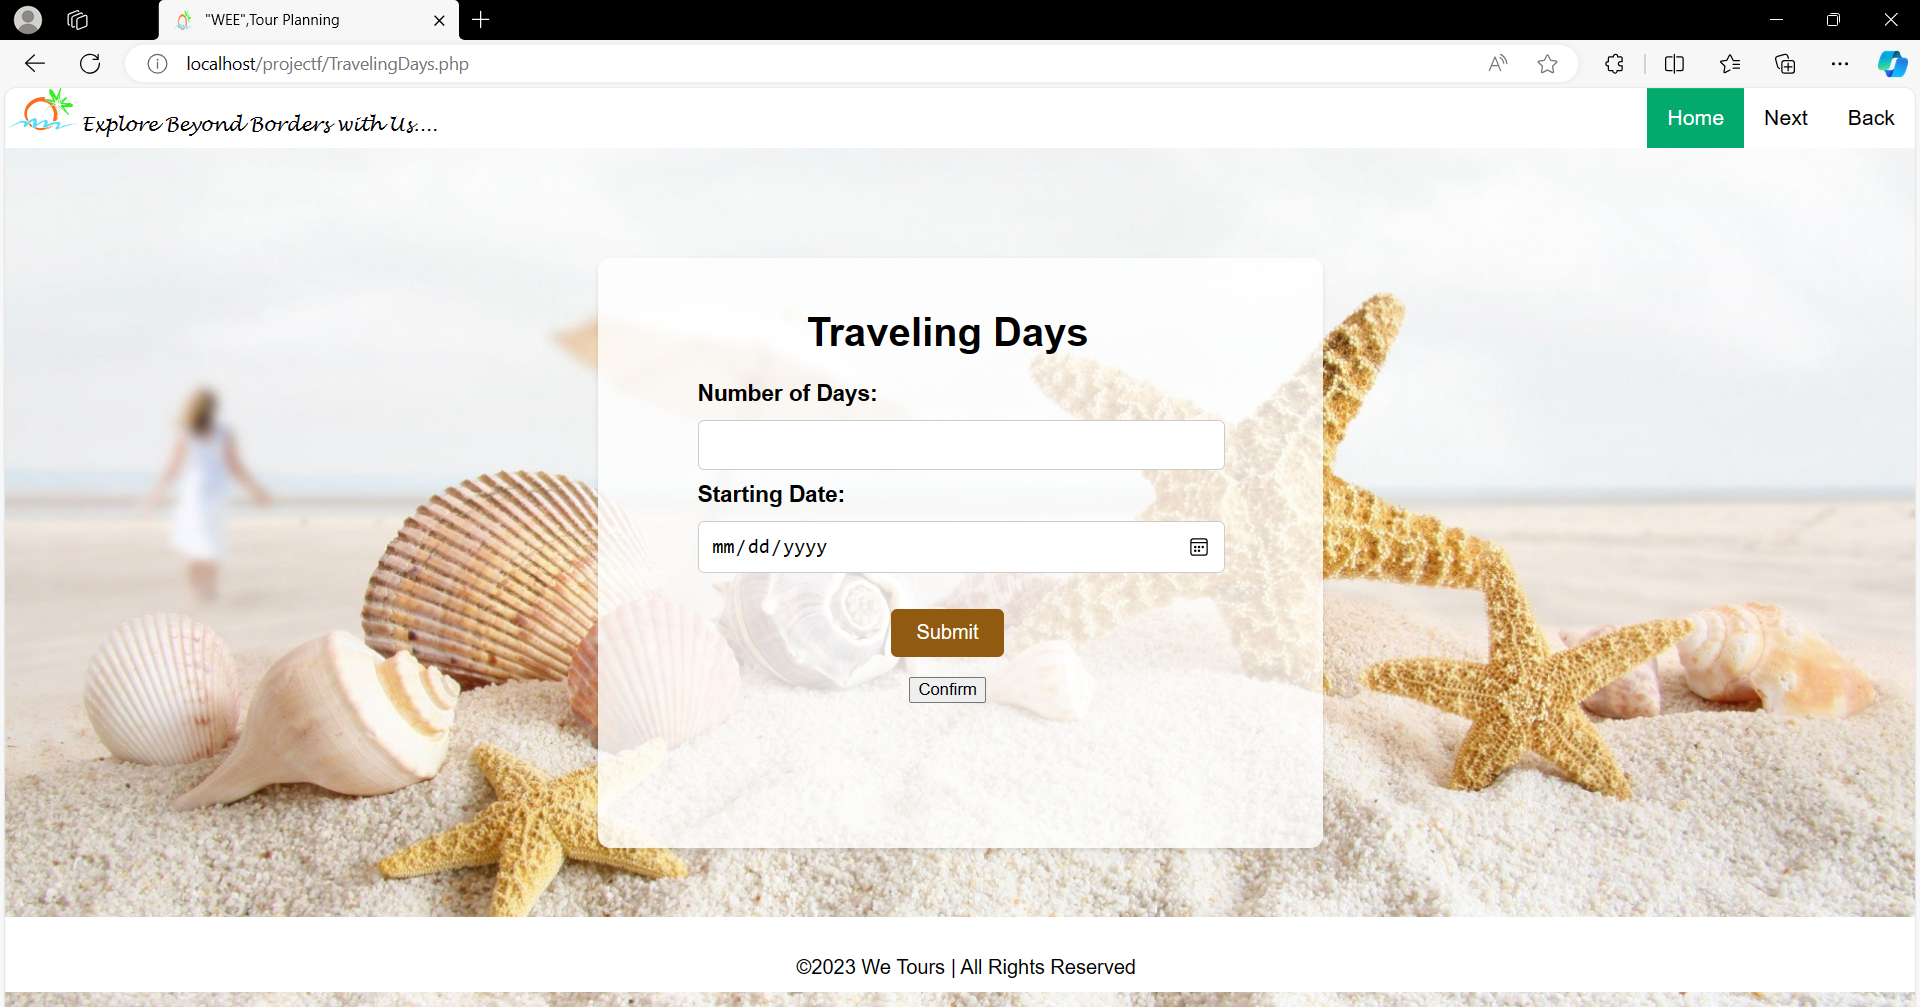 "WEE",Tour Planning
localhost/projectf/TravelingDays.php
Explore Beyond Borders with Us....
Home Next Back
Traveling Days
Number of Days:
Starting Date:
mm/dd/yyyy
Submit
Confirm
©2023 We Tours | All Rights Reserved